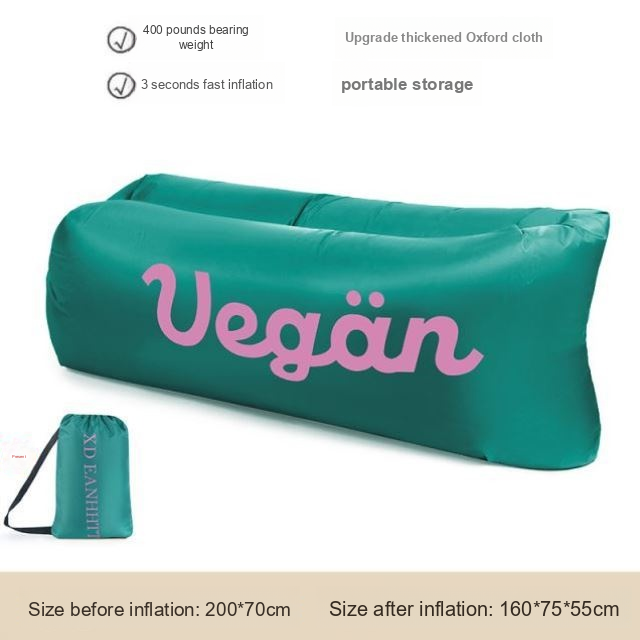 400 pounds bearing
weight
Upgrade thickened Oxford cloth
3 seconds fast inflation
portable storage
Vegän
XD EANHHTT
Size before inflation: 200*70cm
Size after inflation: 160*75*55cm